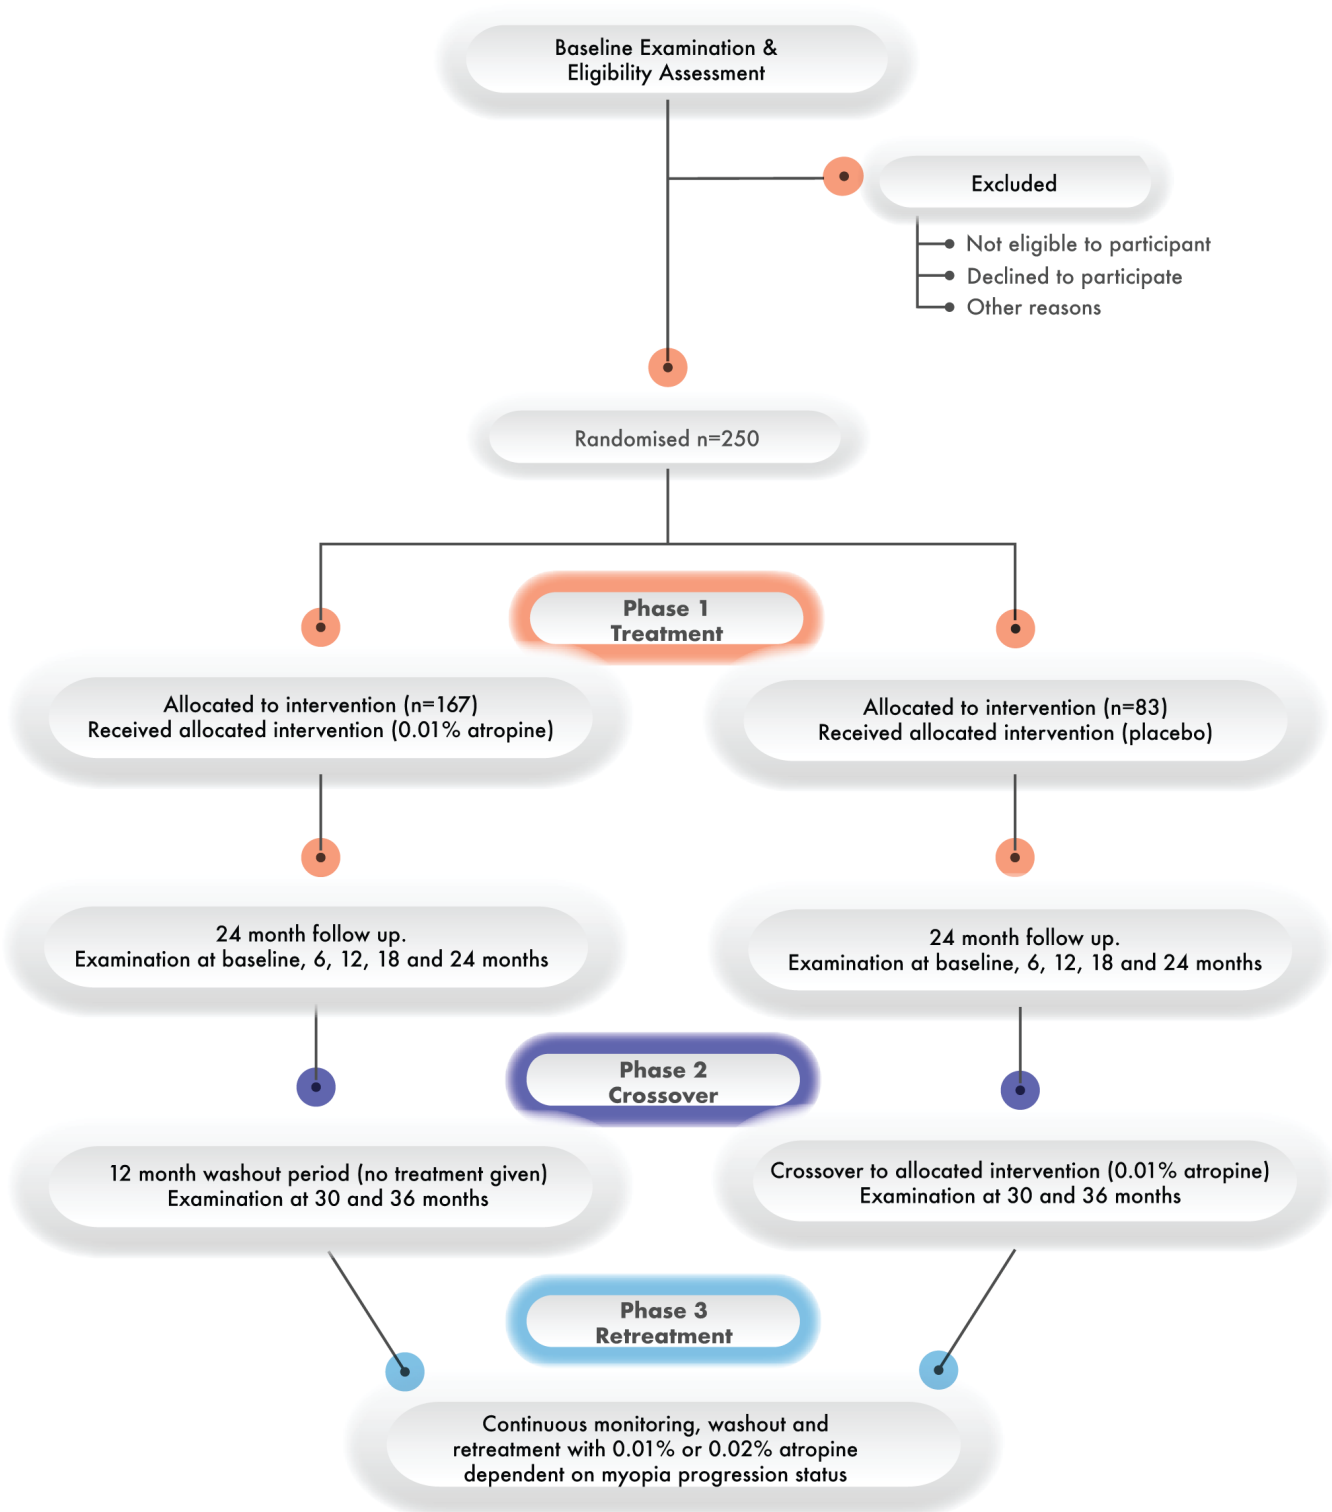 Baseline Examination &
Eligibility Assessment
Excluded
Not eligible to participant
Declined to participate
Other reasons
Randomised n=250
Phase 1
Treatment
Allocated to intervention (n=167)
Received allocated intervention (0.01% atropine)
Allocated to intervention (n=83)
Received allocated intervention (placebo)
24 month follow up.
Examination at baseline, 6, 12, 18 and 24 months
24 month follow up.
Examination at baseline, 6, 12, 18 and 24 months
Phase 2
Crossover
12 month washout period (no treatment given)
Examination at 30 and 36 months
Crossover to allocated intervention (0.01% atropine)
Examination at 30 and 36 months
Phase 3
Retreatment
Continuous monitoring, washout and
retreatment with 0.01% or 0.02% atropine
dependent on myopia progression status